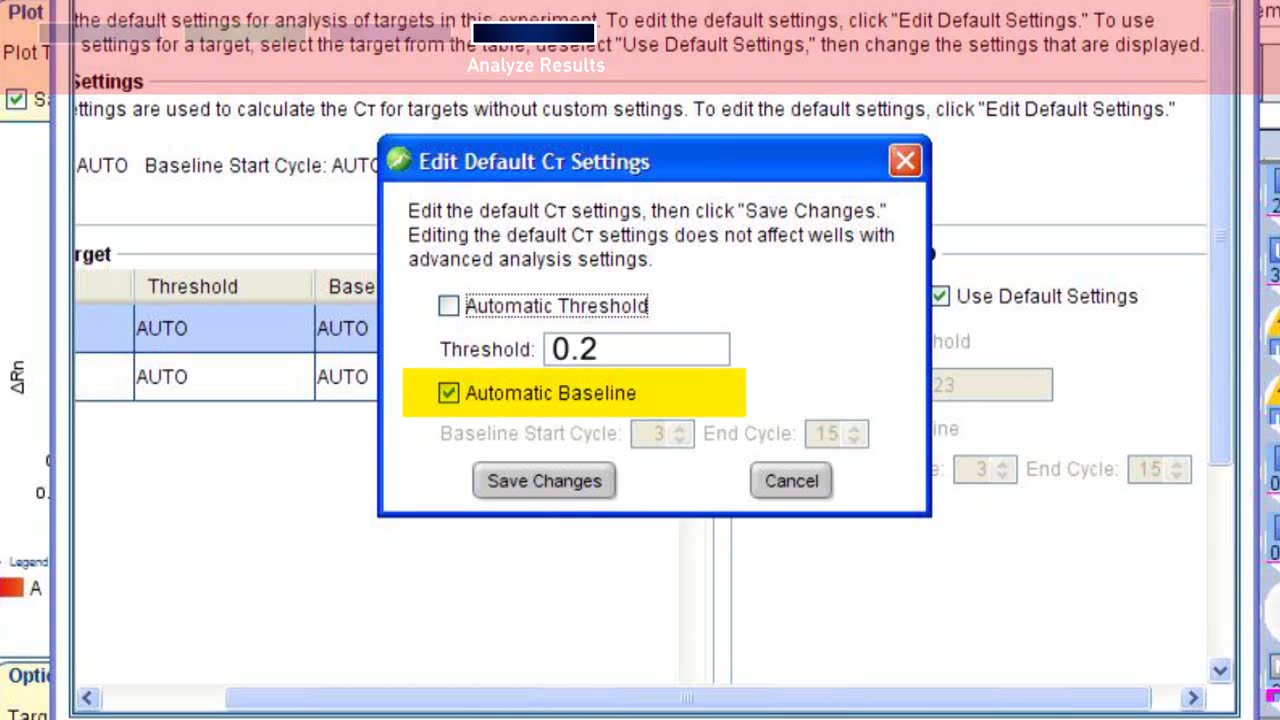 Plot
the default settings for analysis of targets in this experiment. To edit the default settings, click "Edit Default Settings." To use
Plot T
settings for a target, select the target from the table, deselect "Use Default Settings," then change the settings that are displayed.
Analyze Results
Settings
ttings are used to calculate the CT for targets without custom settings. To edit the default settings, click "Edit Default Settings."
AUTO Baseline Start Cycle: AUTO
Edit Default CT Settings
Edit the default CT settings, then click "Save Changes."
Editing the default CT settings does not affect wells with
advanced analysis settings.
rget
Threshold Base
AUTO AUTO
AUTO AUTO
Automatic Threshold
Threshold: 0.2
Automatic Baseline
Baseline Start Cycle: 3 End Cycle: 15
Save Changes Cancel
Use Default Settings
hold
23
ine
e: 3 End Cycle: 15
ΔRn
0.
Legend
A
Optio
Targ